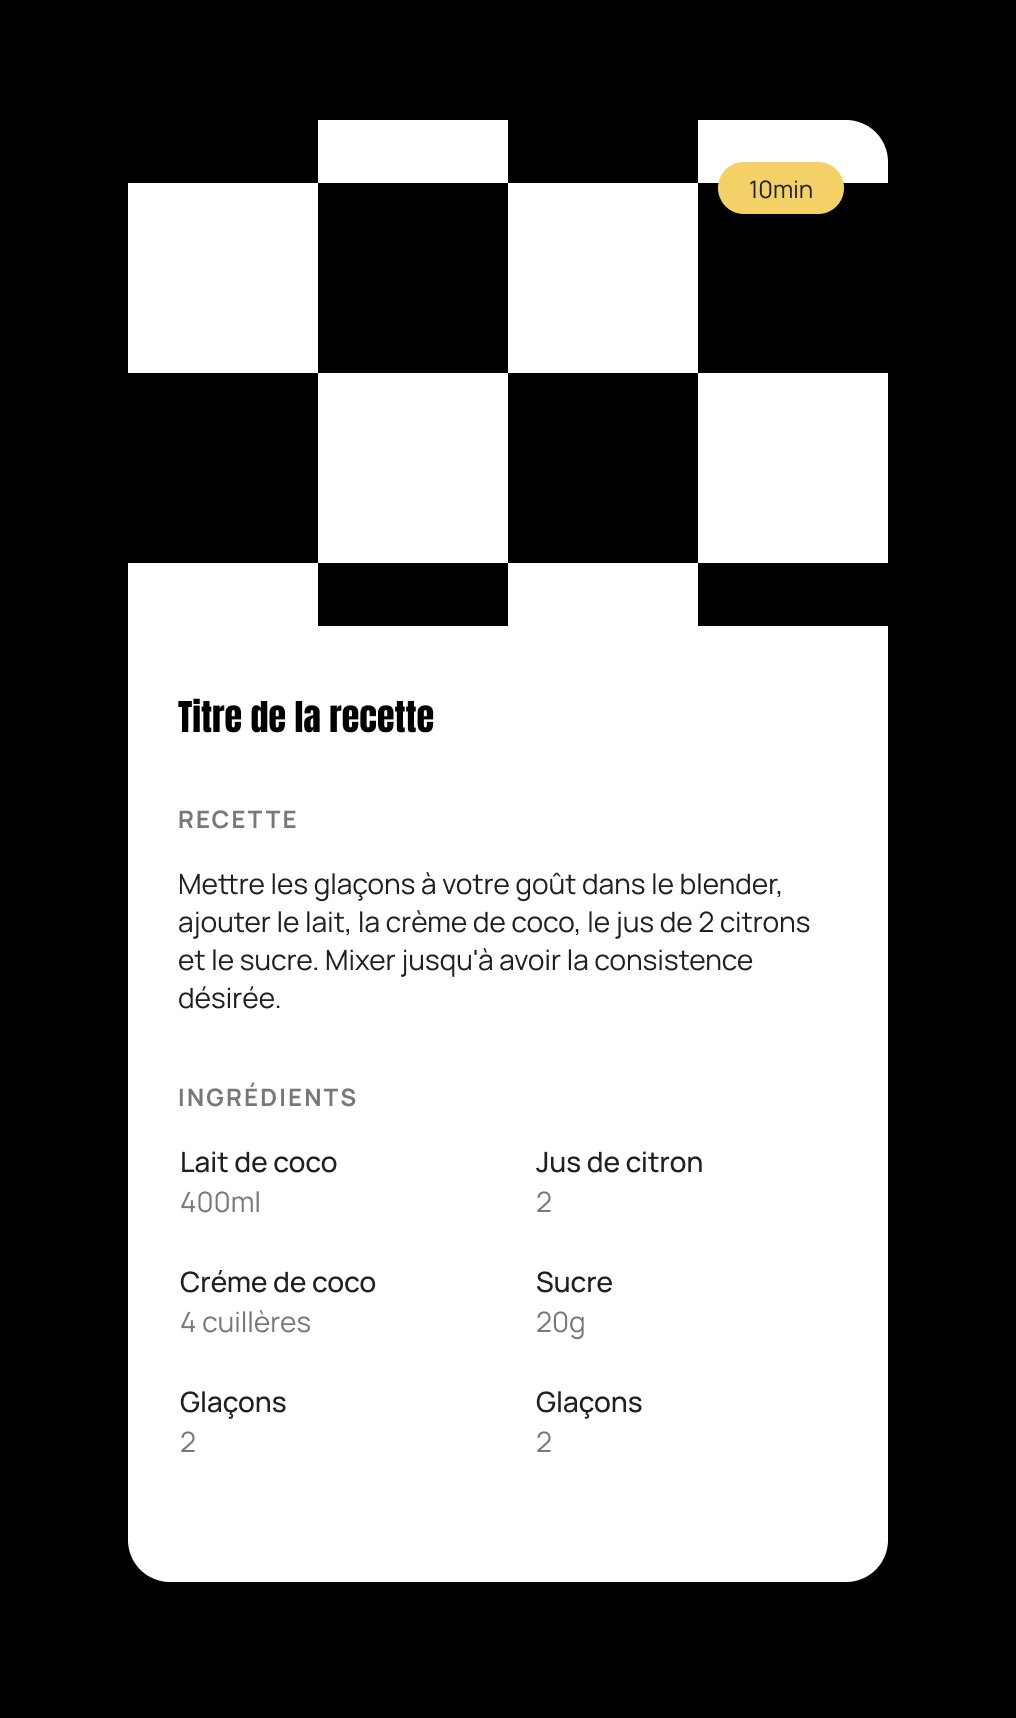 10min
Titre de la recette
RECETTE
Mettre les glaçons à votre goût dans le blender,
ajouter le lait, la crème de coco, le jus de 2 citrons
et le sucre. Mixer jusqu'à avoir la consistence
désirée.
INGRÉDIENTS
Lait de coco
400ml
Jus de citron
2
Créme de coco
4 cuillères
Sucre
20g
Glaçons
2
Glaçons
2